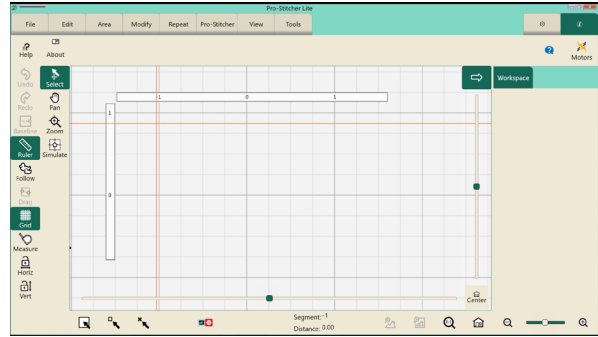 Pro-Stitcher Lite
File Edit Area Modify Repeat Pro-Stitcher View Tools
Help About Motors
Undo Select
Redo Pan
Baseline Zoom
Ruler Simulate
Follow
Drag
Grid
Measure
Horiz
Vert
-1 0 1
1
0
Workspace
Center
Segment: -1
Distance: 0.00